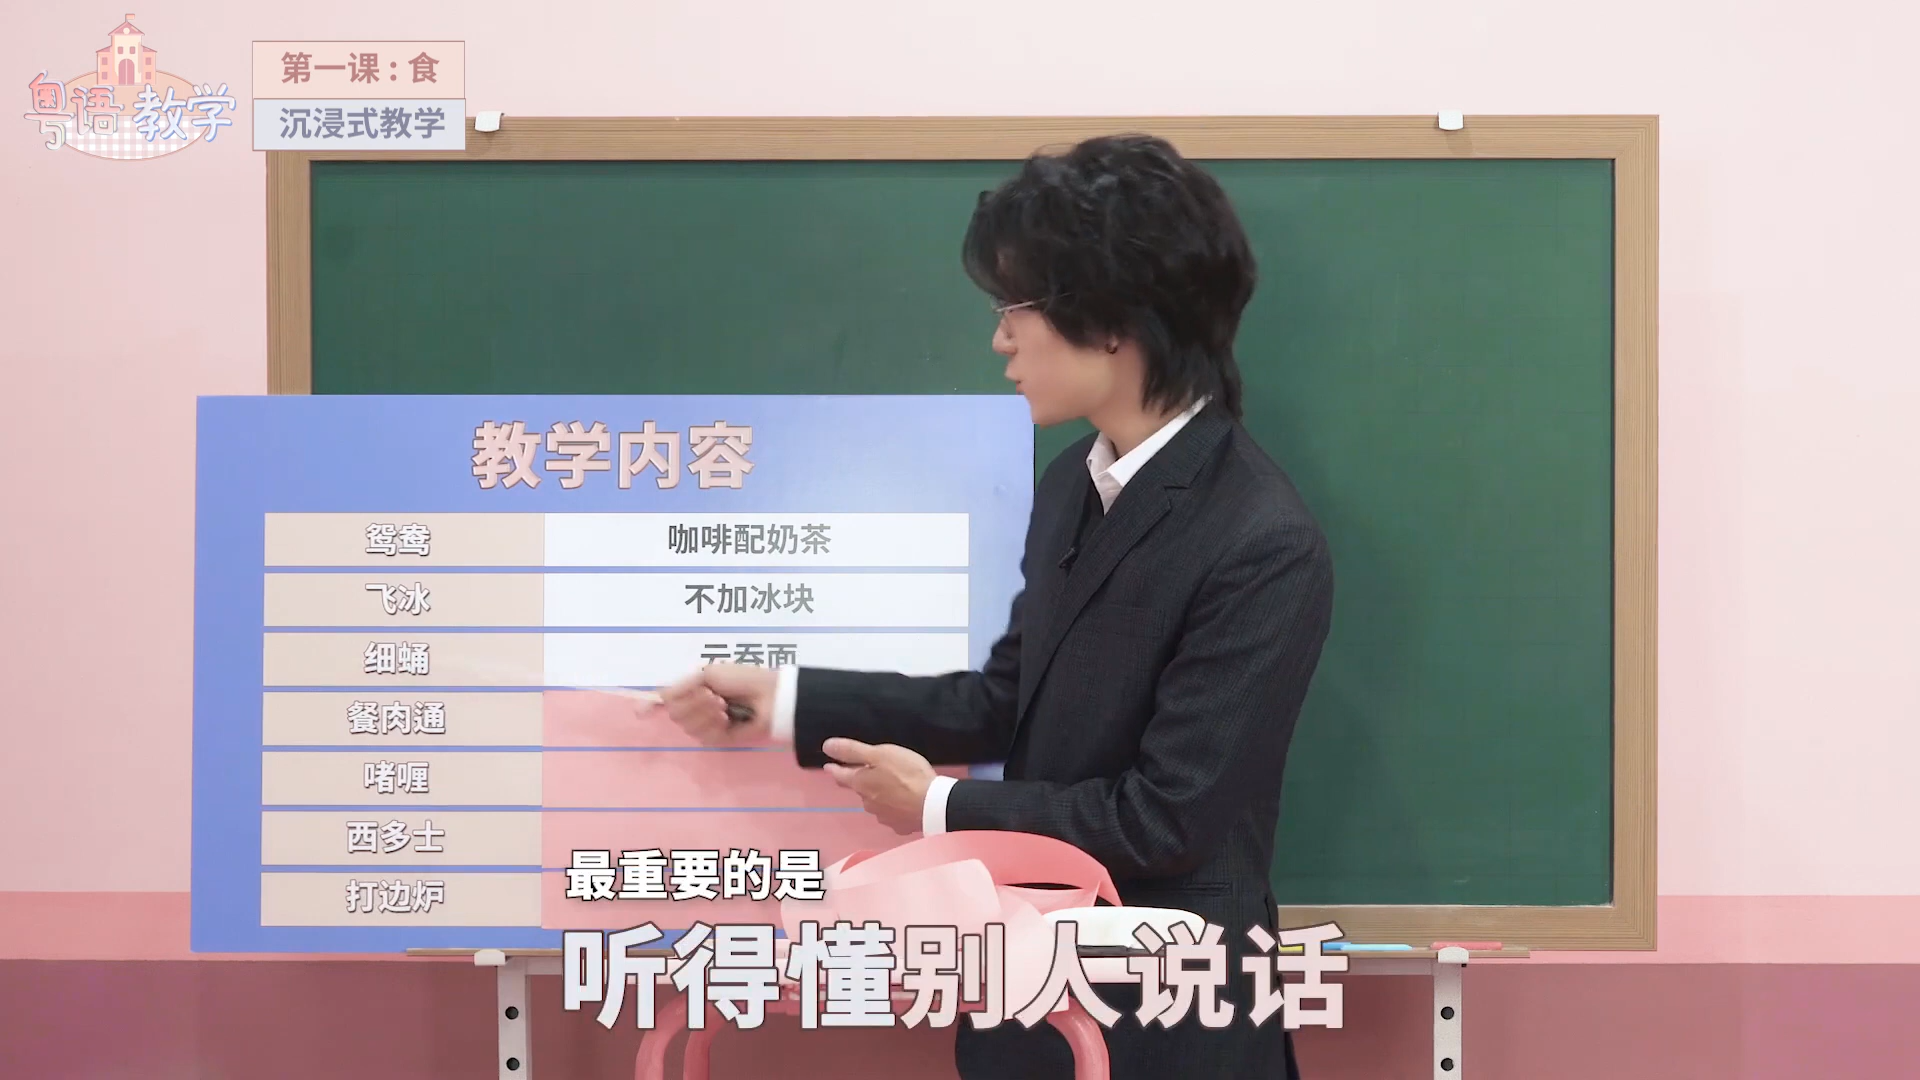 粤语教学
第一课：食
沉浸式教学
教学内容
鸳鸯 咖啡配奶茶
飞冰 不加冰块
细蛹 云吞面
餐肉通
啫喱
西多士
打边炉
最重要的是
听得懂别人说话